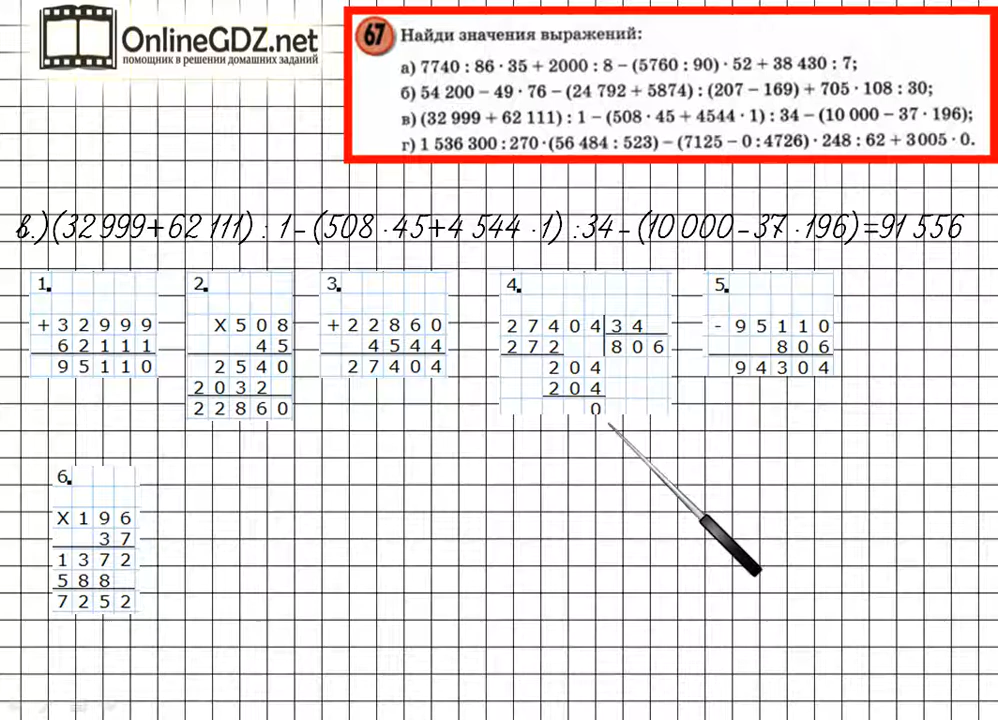 OnlineGDZ.net
помощник в решении домашних заданий
67 Найди значения выражений:
а) 7740 : 86 · 35 + 2000 : 8 – (5760 : 90) · 52 + 38 430 : 7;
б) 54 200 – 49 · 76 – (24 792 + 5874) : (207 – 169) + 705 · 108 : 30;
в) (32 999 + 62 111) : 1 – (508 · 45 + 4544 · 1) : 34 – (10 000 – 37 · 196);
г) 1 536 300 : 270 · (56 484 : 523) – (7125 – 0 : 4726) · 248 : 62 + 3005 · 0.
в.)(32 999+62 111) : 1-(508 ·45+4 544 ·1) :34-(10 000-37 ·196)=91 556
1.
+32999
62111
95110
2.
X508
45
2540
2032
22860
3.
+22860
4544
27404
4.
27404 34
272 806
204
204
0
5.
-95110
806
94304
6.
X196
37
1372
588
7252